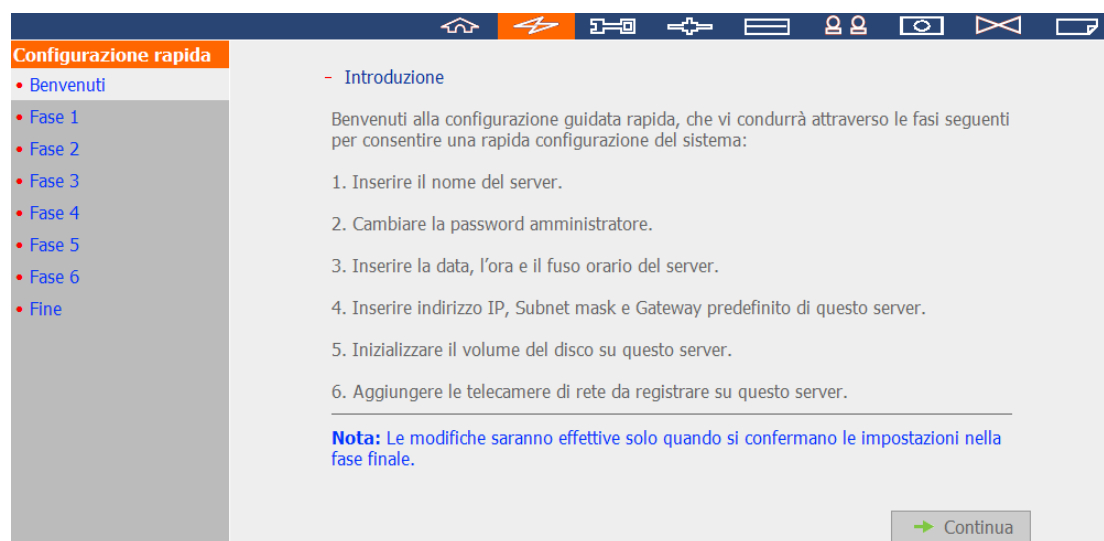 Configurazione rapida
• Benvenuti
• Fase 1
• Fase 2
• Fase 3
• Fase 4
• Fase 5
• Fase 6
• Fine
- Introduzione
Benvenuti alla configurazione guidata rapida, che vi condurrà attraverso le fasi seguenti
per consentire una rapida configurazione del sistema:
1. Inserire il nome del server.
2. Cambiare la password amministratore.
3. Inserire la data, l’ora e il fuso orario del server.
4. Inserire indirizzo IP, Subnet mask e Gateway predefinito di questo server.
5. Inizializzare il volume del disco su questo server.
6. Aggiungere le telecamere di rete da registrare su questo server.
Nota: Le modifiche saranno effettive solo quando si confermano le impostazioni nella
fase finale.
Continua